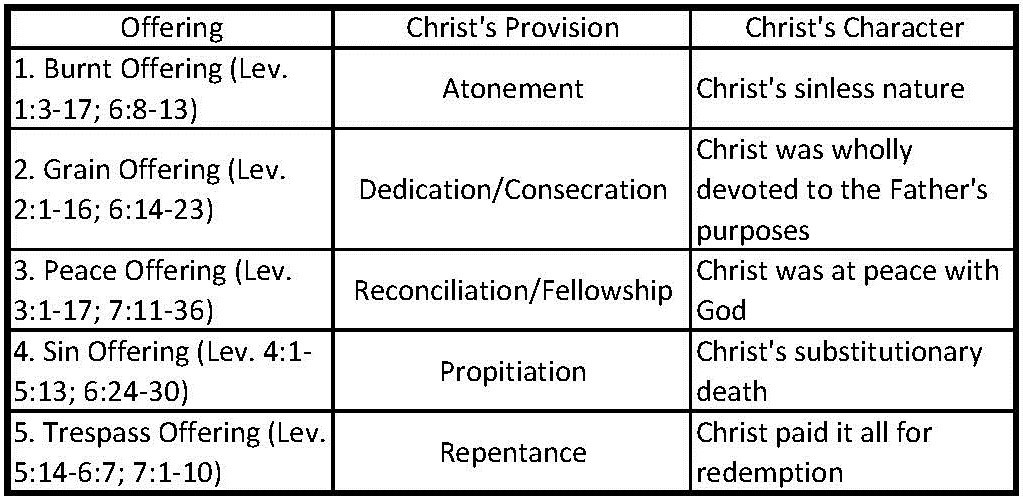 Offering Christ's Provision Christ's Character
1. Burnt Offering (Lev.
1:3-17; 6:8-13)
Atonement
Christ's sinless nature
2. Grain Offering (Lev.
2:1-16; 6:14-23)
Dedication/Consecration
Christ was wholly
devoted to the Father's
purposes
3. Peace Offering (Lev.
3:1-17; 7:11-36)
Reconciliation/Fellowship
Christ was at peace with
God
4. Sin Offering (Lev. 4:1-
5:13; 6:24-30)
Propitiation
Christ's substitutionary
death
5. Trespass Offering (Lev.
5:14-6:7; 7:1-10)
Repentance
Christ paid it all for
redemption